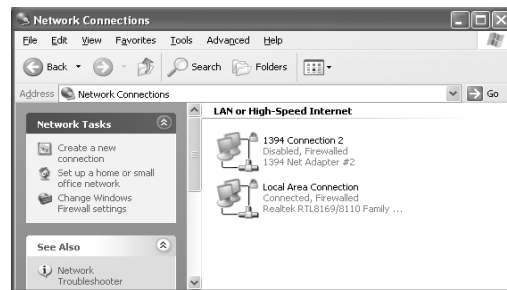 Network Connections
File Edit View Favorites Tools Advanced Help
Back Search Folders
Address Network Connections Go
Network Tasks
Create a new
connection
Set up a home or small
office network
Change Windows
Firewall settings
See Also
Network
Troubleshooter
LAN or High-Speed Internet
1394 Connection 2
Disabled, Firewalled
1394 Net Adapter #2
Local Area Connection
Connected, Firewalled
Realtek RTL8169/8110 Family ...